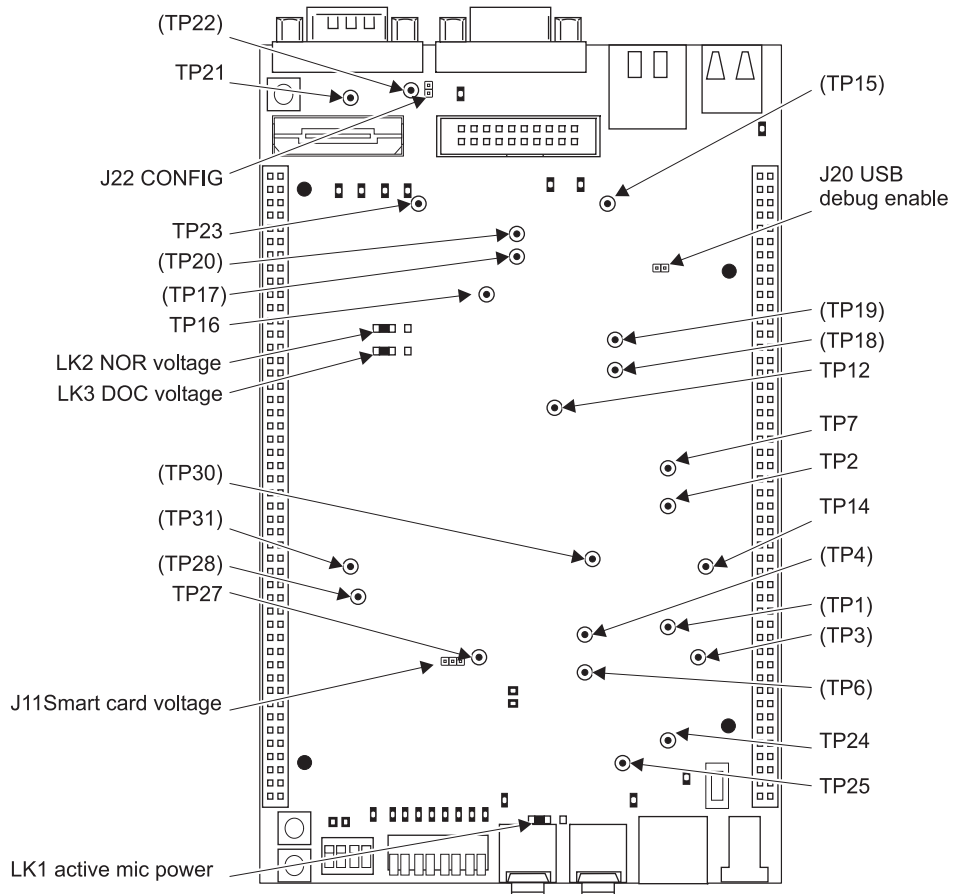 (TP22)
TP21
J22 CONFIG
TP23
(TP20)
(TP17)
TP16
LK2 NOR voltage
LK3 DOC voltage
(TP30)
(TP31)
(TP28)
TP27
J11Smart card voltage
LK1 active mic power
(TP15)
J20 USB
debug enable
(TP19)
(TP18)
TP12
TP7
TP2
TP14
(TP4)
(TP1)
(TP3)
(TP6)
TP24
TP25